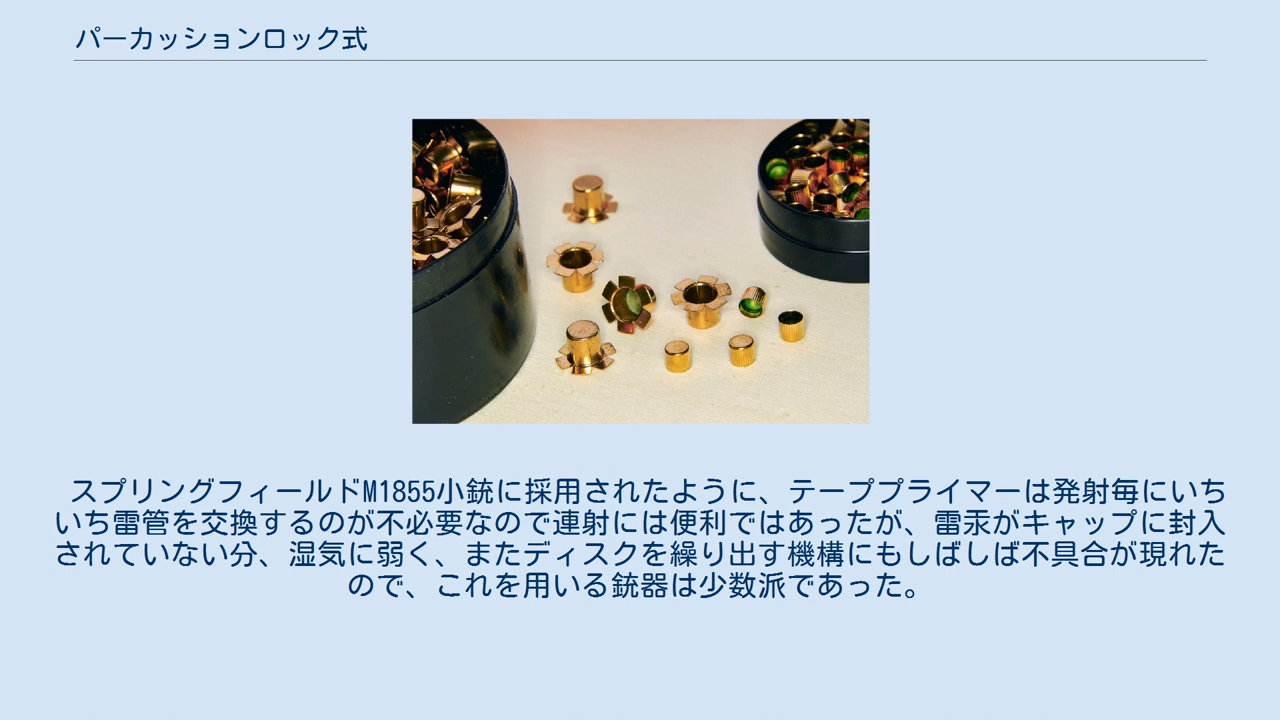 パーカッションロック式
スプリングフィールドM1855小銃に採用されたように、テーププライマーは発射毎にいち
いち雷管を交換するのが不必要なので連射には便利ではあったが、雷汞がキャップに封入
されていない分、湿気に弱く、またディスクを繰り出す機構にもしばしば不具合が現れた
ので、これを用いる銃器は少数派であった。